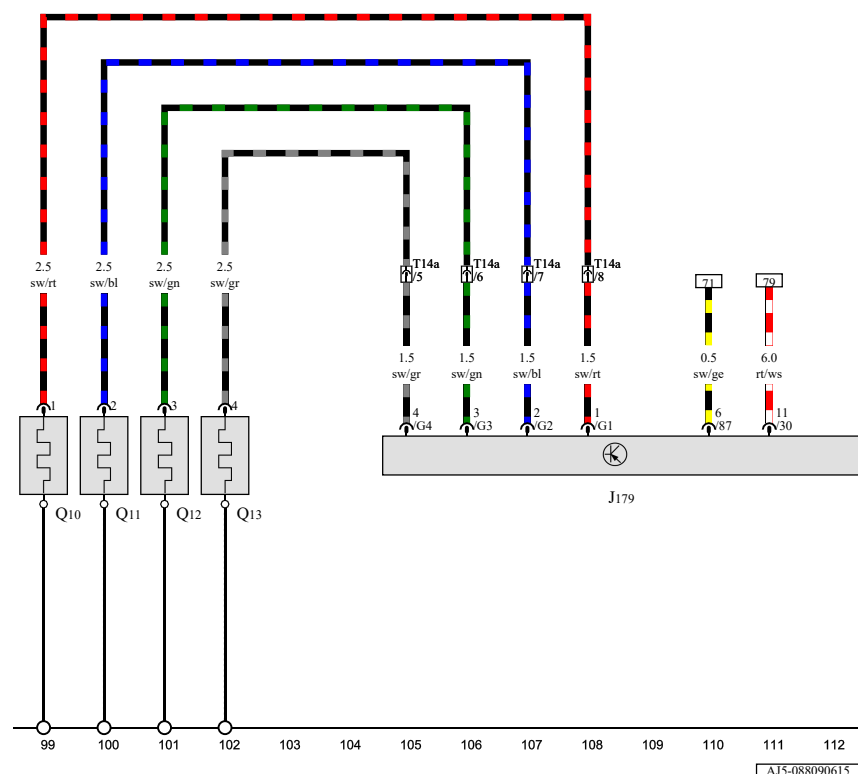 2.5 2.5 2.5 2.5
sw/rt sw/bl sw/gn sw/gr
T14a T14a T14a T14a
/5 /6 /7 /8
71 79
1.5 1.5 1.5 1.5 0.5 6.0
sw/gr sw/gn sw/bl sw/rt sw/ge rt/ws
1 2 3 4
4 3 2 1 6 11
/G4 /G3 /G2 /G1 /87 /30
J179
Q10 Q11 Q12 Q13
99 100 101 102 103 104 105 106 107 108 109 110 111 112
AJ5-088090615